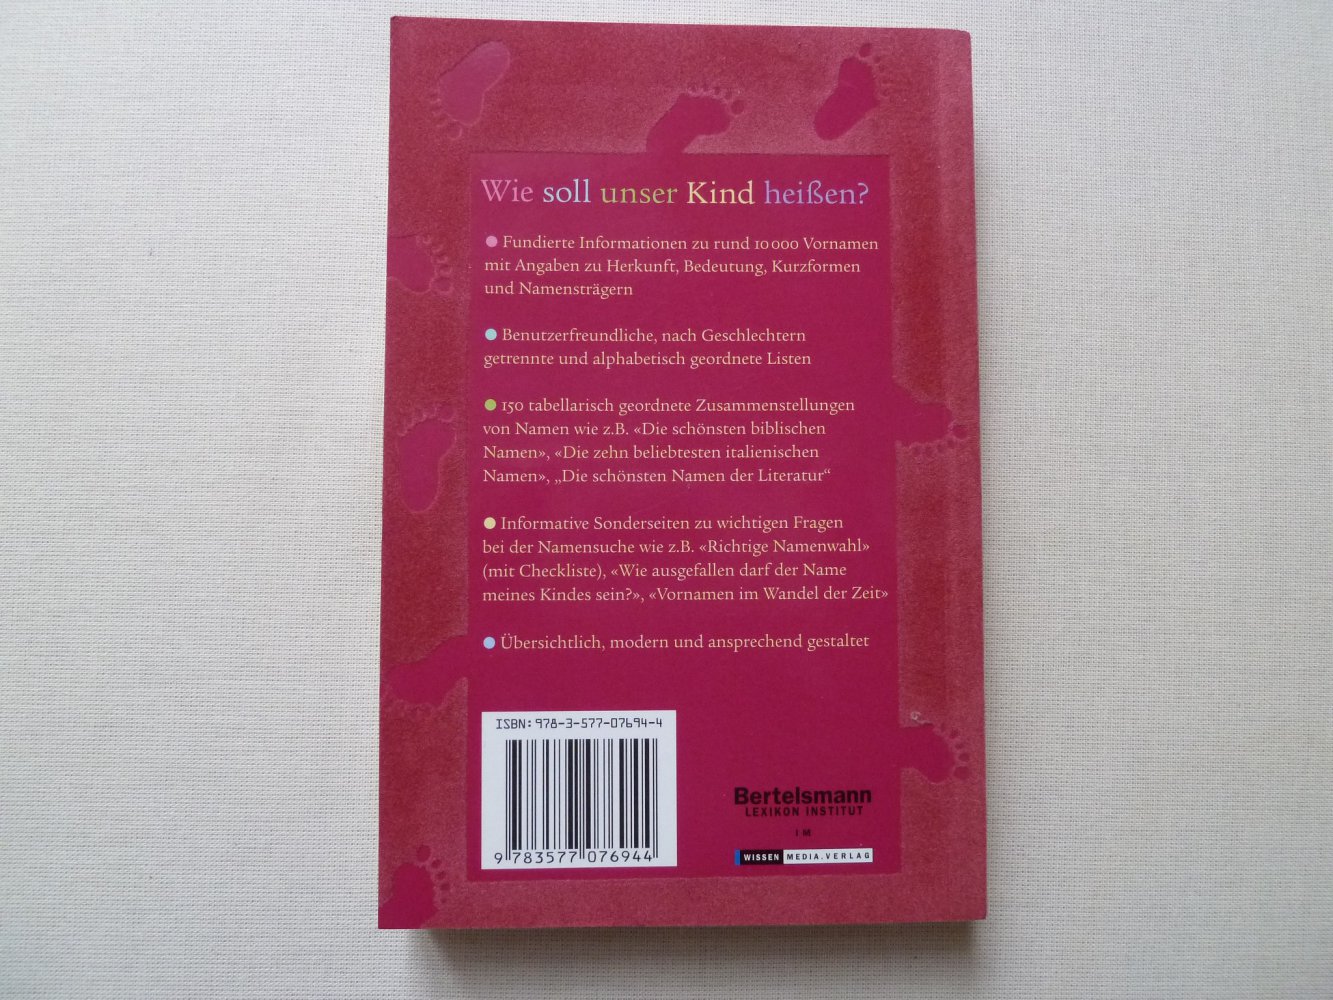 Wie soll unser Kind heißen?
● Fundierte Informationen zu rund 10 000 Vornamen
mit Angaben zu Herkunft, Bedeutung, Kurzformen
und Namensträgern
● Benutzerfreundliche, nach Geschlechtern
getrennte und alphabetisch geordnete Listen
● 150 tabellarisch geordnete Zusammenstellungen
von Namen wie z.B. «Die schönsten biblischen
Namen», «Die zehn beliebtesten italienischen
Namen», „Die schönsten Namen der Literatur“
● Informative Sonderseiten zu wichtigen Fragen
bei der Namensuche wie z.B. «Richtige Namenwahl»
(mit Checkliste), «Wie ausgefallen darf der Name
meines Kindes sein?», «Vornamen im Wandel der Zeit»
● Übersichtlich, modern und ansprechend gestaltet
ISBN: 978-3-577-07694-4
9 783577 076944
Bertelsmann
LEXIKON INSTITUT
IM
WISSEN MEDIA.VERLAG